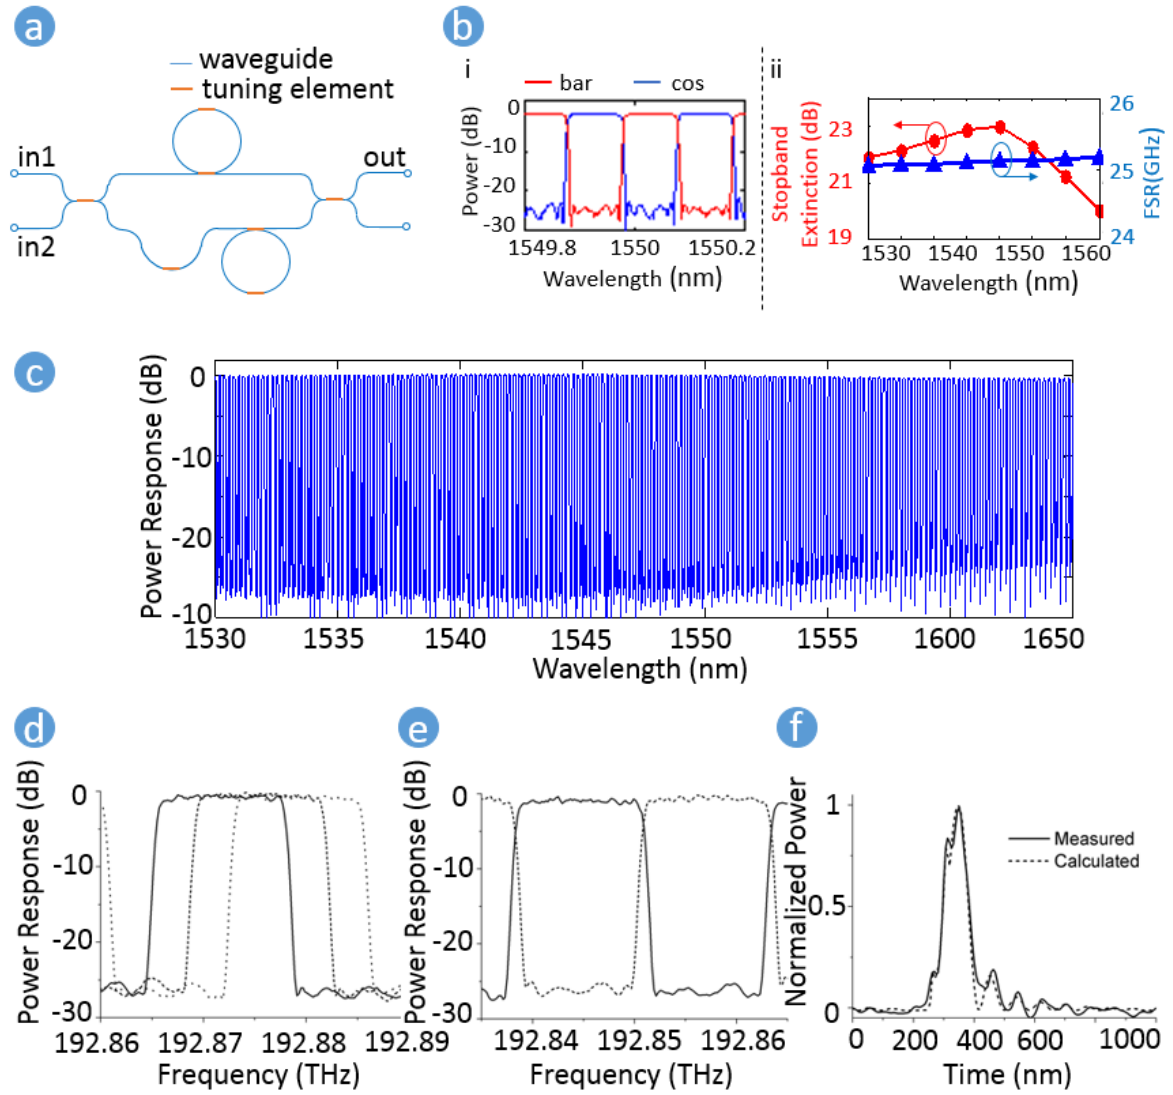 a
waveguide
tuning element
in1
in2
out
b
i
bar
cos
Power (dB)
0
-10
-20
-30
1549.8
1550
1550.2
Wavelength (nm)
ii
Stopband
Extinction (dB)
23
21
19
26
25
24
FSR(GHz)
1530
1540
1550
1560
Wavelength (nm)
c
Power Response (dB)
0
-10
-20
-10
1530
1535
1540
1545
1550
1555
1600
1650
Wavelength (nm)
d
Power Response (dB)
0
-10
-20
-30
192.86
192.87
192.88
192.89
Frequency (THz)
e
Power Response (dB)
0
-10
-20
-30
192.84
192.85
192.86
Frequency (THz)
f
Normalized Power
1
0.5
0
Measured
Calculated
0
200
400
600
1000
Time (nm)